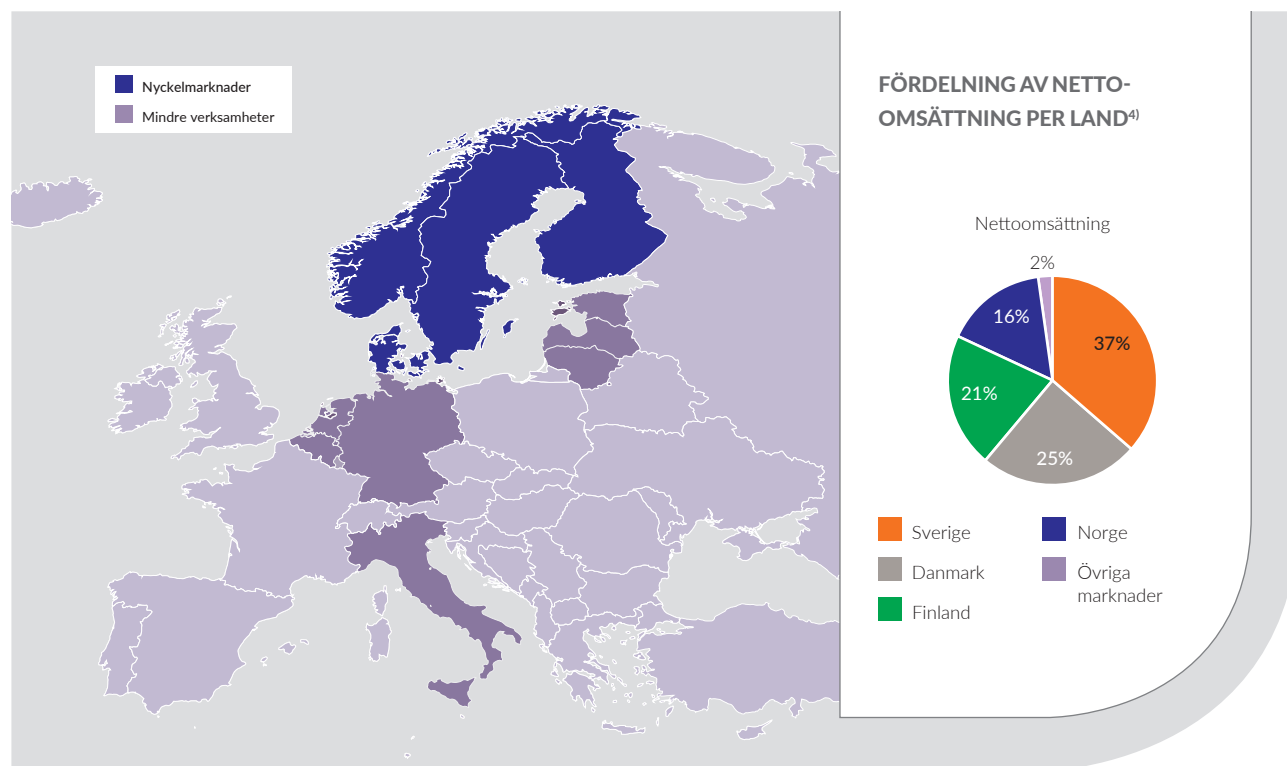 Nyckelmarknader
Mindre verksamheter
FÖRDELNING AV NETTO-
OMSÄTTNING PER LAND4)
Nettoomsättning
2%
16%
37%
21%
25%
Sverige
Danmark
Finland
Norge
Övriga
marknader